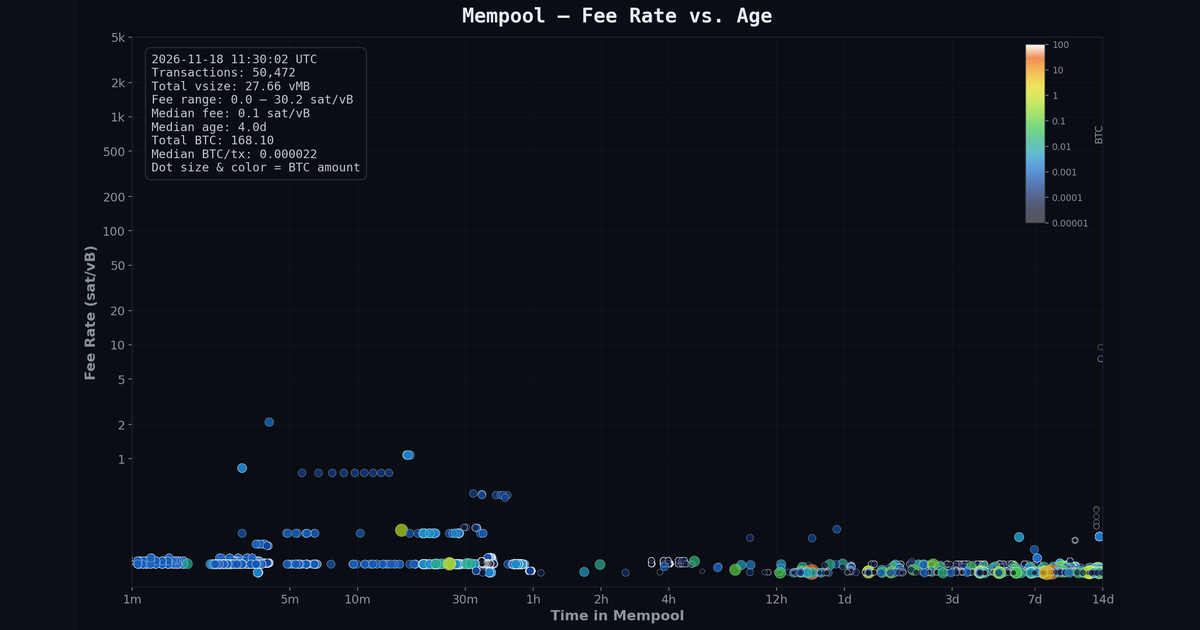 Mempool — Fee Rate vs. Age
2026-11-18 11:30:02 UTC
Transactions: 50,472
Total vsize: 27.66 vMB
Fee range: 0.0 – 30.2 sat/vB
Median fee: 0.1 sat/vB
Median age: 4.0d
Total BTC: 168.10
Median BTC/tx: 0.000022
Dot size & color = BTC amount
5k
2k
1k
500
200
100
50
20
10
5
2
1
Fee Rate (sat/vB)
100
10
1
0.1
0.01
0.001
0.0001
0.00001
BTC
1m
5m
10m
30m
1h
2h
4h
12h
1d
3d
7d
14d
Time in Mempool